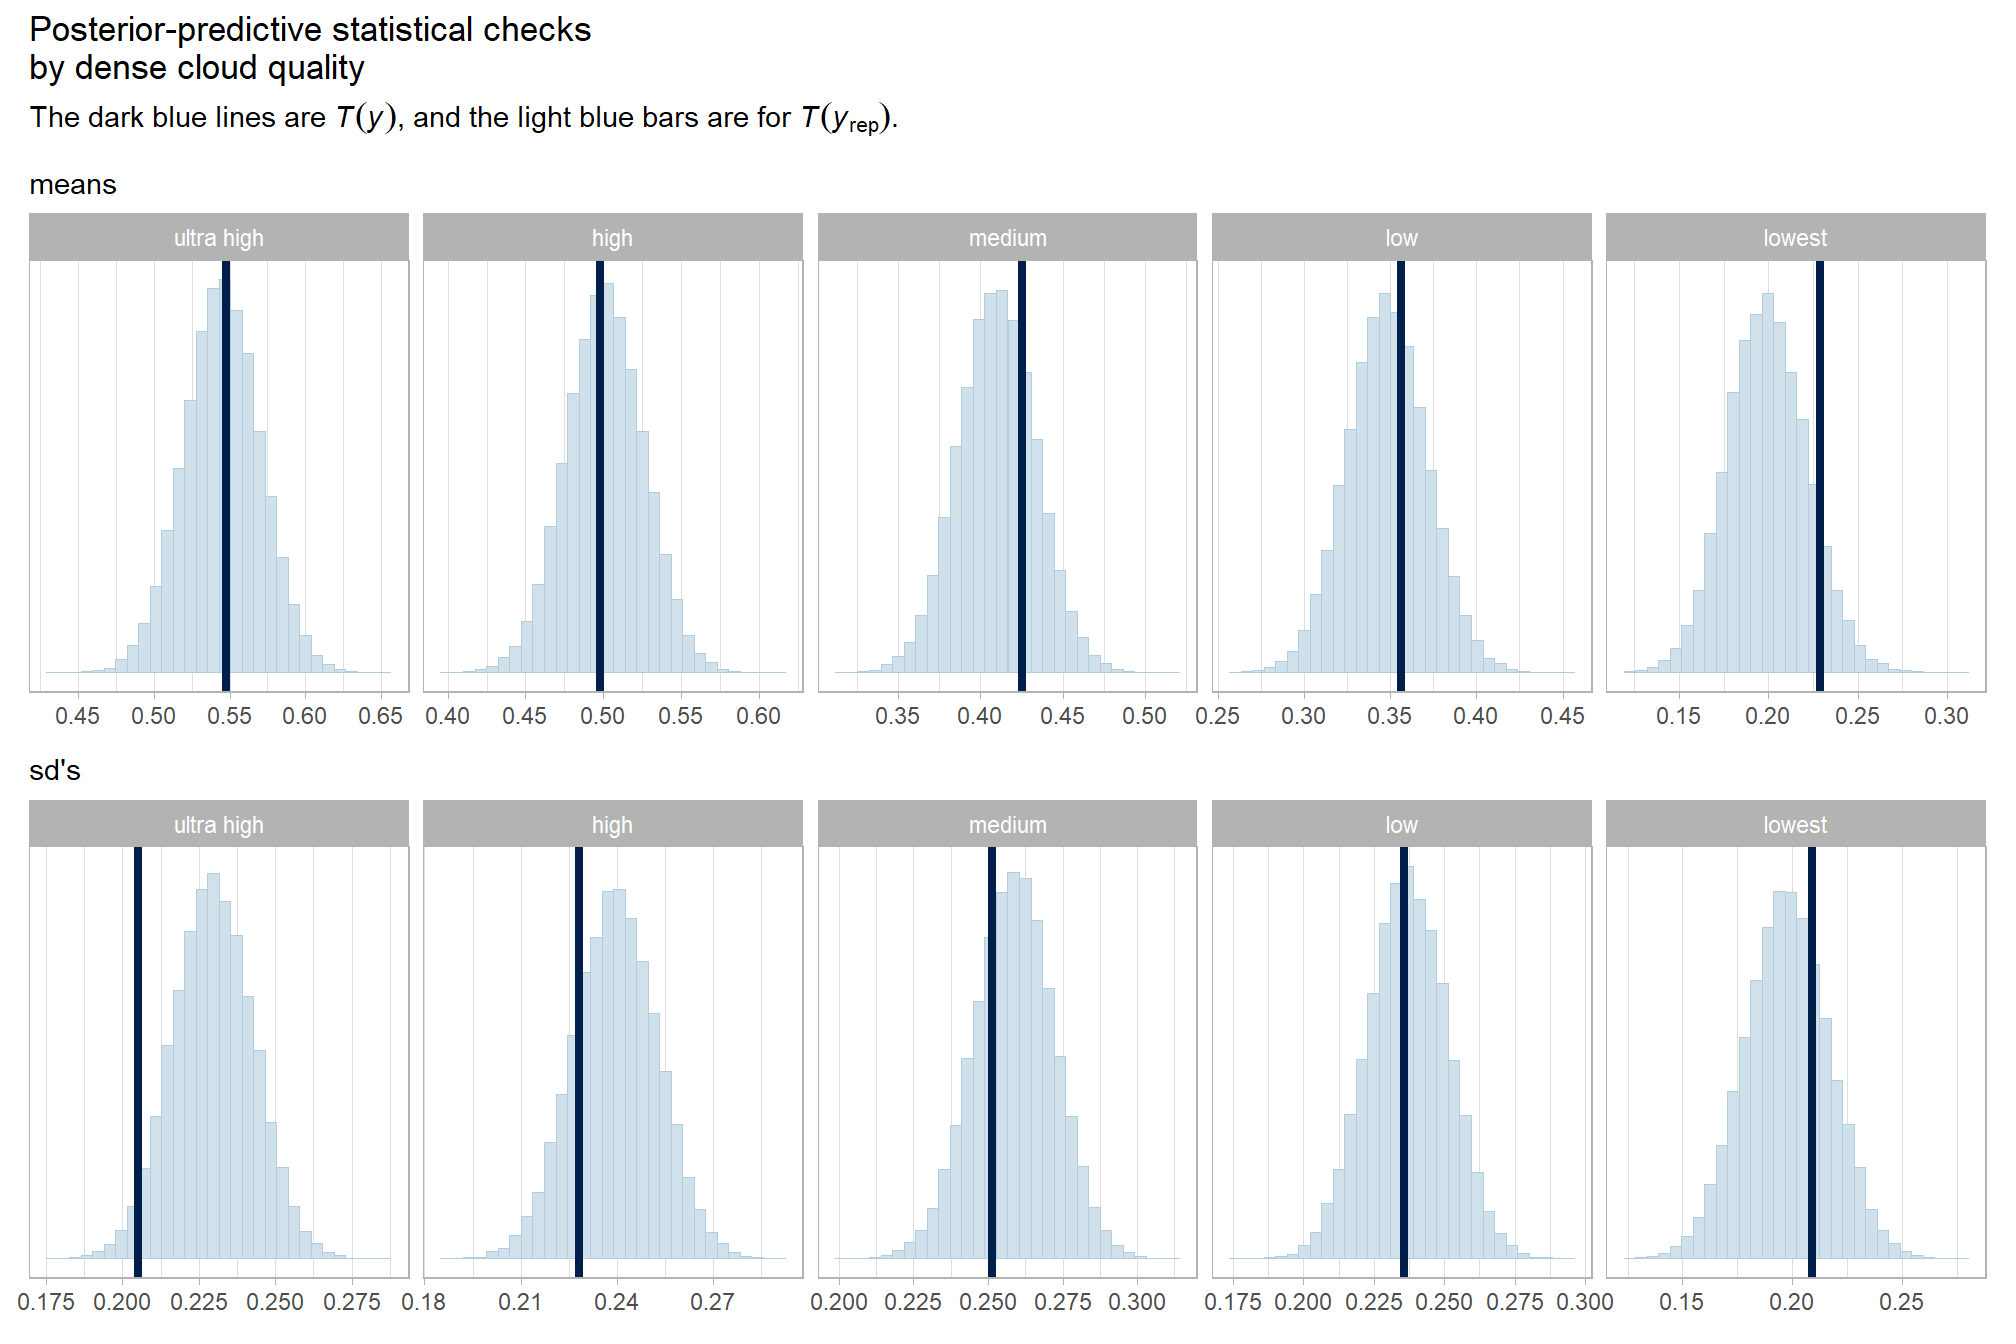 Posterior-predictive statistical checks
by dense cloud quality
The dark blue lines are T(y), and the light blue bars are for T(y_rep).
means
ultra high high medium low lowest
0.45 0.50 0.55 0.60 0.65 0.40 0.45 0.50 0.55 0.60 0.35 0.40 0.45 0.50 0.25 0.30 0.35 0.40 0.45 0.15 0.20 0.25 0.30
sd's
ultra high high medium low lowest
0.175 0.200 0.225 0.250 0.275 0.18 0.21 0.24 0.27 0.200 0.225 0.250 0.275 0.300 0.175 0.200 0.225 0.250 0.275 0.300 0.15 0.20 0.25